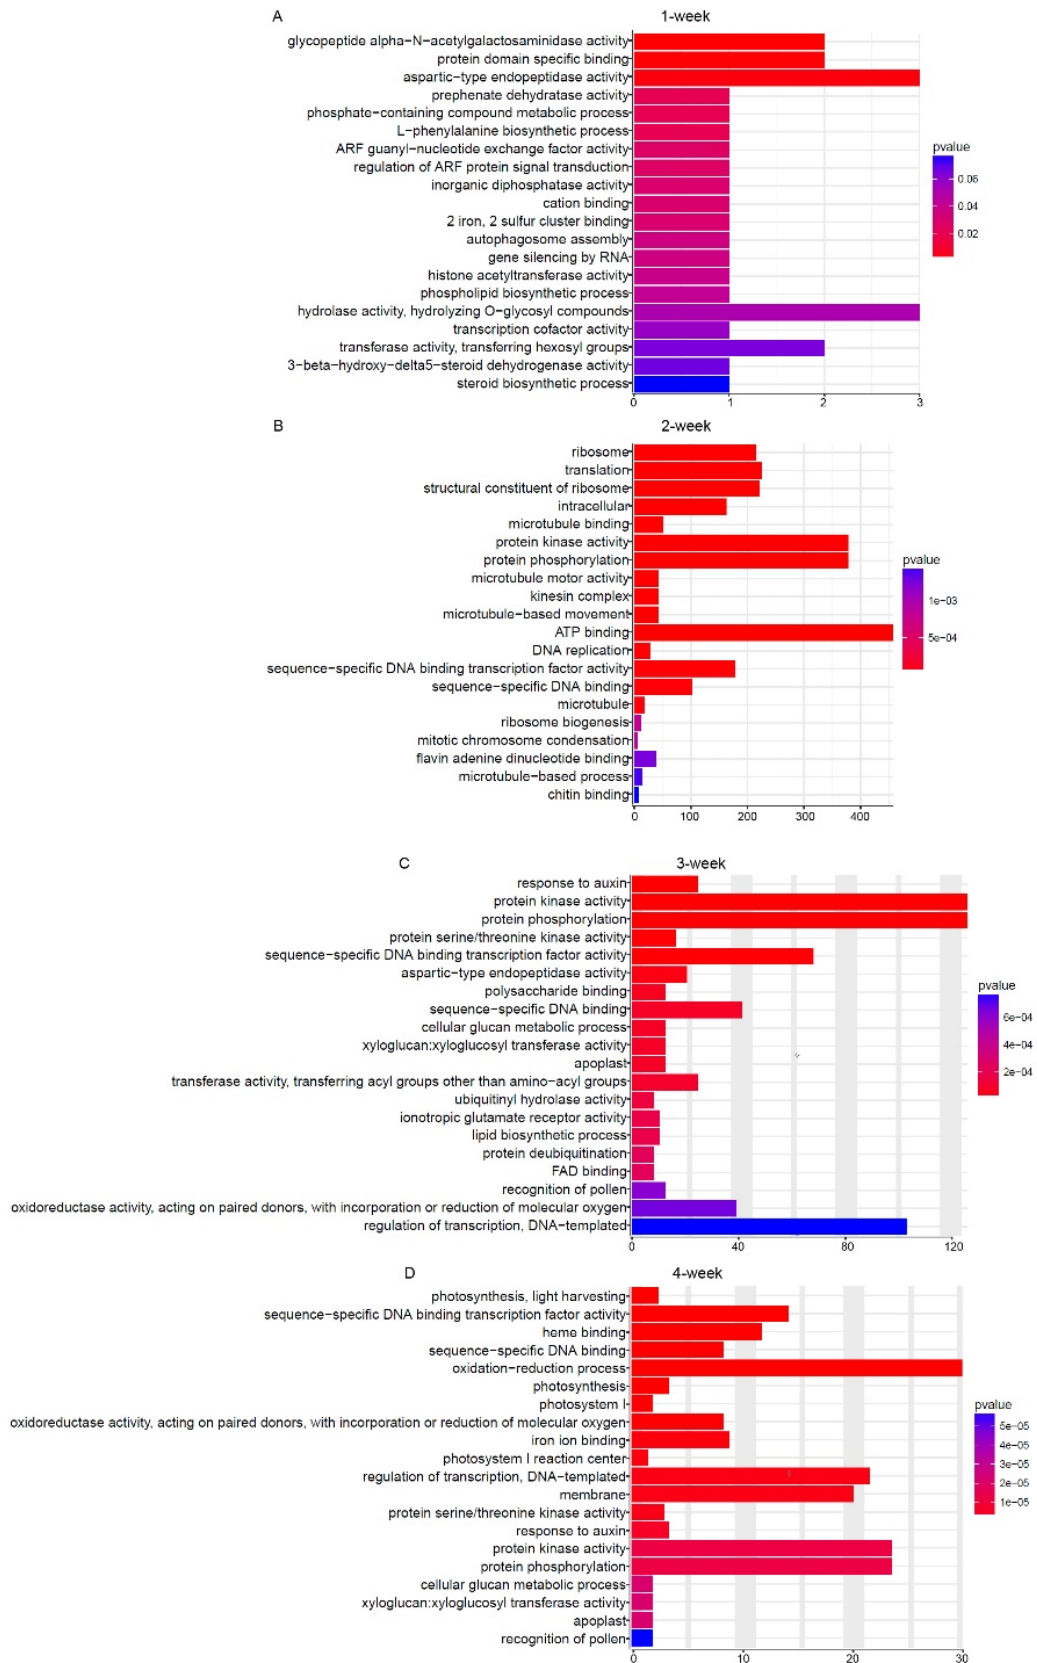 A
1-week
glycopeptide alpha−N−acetylgalactosaminidase activity
protein domain specific binding
aspartic−type endopeptidase activity
prephenate dehydratase activity
phosphate−containing compound metabolic process
L−phenylalanine biosynthetic process
ARF guanyl−nucleotide exchange factor activity
regulation of ARF protein signal transduction
inorganic diphosphatase activity
cation binding
2 iron, 2 sulfur cluster binding
autophagosome assembly
gene silencing by RNA
histone acetyltransferase activity
phospholipid biosynthetic process
hydrolase activity, hydrolyzing O−glycosyl compounds
transcription cofactor activity
transferase activity, transferring hexosyl groups
3−beta−hydroxy−delta5−steroid dehydrogenase activity
steroid biosynthetic process
0 1 2 3
pvalue
0.06
0.04
0.02
B
2-week
ribosome
translation
structural constituent of ribosome
intracellular
microtubule binding
protein kinase activity
protein phosphorylation
microtubule motor activity
kinesin complex
microtubule−based movement
ATP binding
DNA replication
sequence−specific DNA binding transcription factor activity
sequence−specific DNA binding
microtubule
ribosome biogenesis
mitotic chromosome condensation
flavin adenine dinucleotide binding
microtubule−based process
chitin binding
0 100 200 300 400
pvalue
1e−03
5e−04
C
3-week
response to auxin
protein kinase activity
protein phosphorylation
protein serine/threonine kinase activity
sequence−specific DNA binding transcription factor activity
aspartic−type endopeptidase activity
polysaccharide binding
sequence−specific DNA binding
cellular glucan metabolic process
xyloglucan:xyloglucosyl transferase activity
apoplast
transferase activity, transferring acyl groups other than amino−acyl groups
ubiquitinyl hydrolase activity
ionotropic glutamate receptor activity
lipid biosynthetic process
protein deubiquitination
FAD binding
recognition of pollen
oxidoreductase activity, acting on paired donors, with incorporation or reduction of molecular oxygen
regulation of transcription, DNA−templated
0 40 80 120
pvalue
6e−04
4e−04
2e−04
D
4-week
photosynthesis, light harvesting
sequence−specific DNA binding transcription factor activity
heme binding
sequence−specific DNA binding
oxidation−reduction process
photosynthesis
photosystem I
oxidoreductase activity, acting on paired donors, with incorporation or reduction of molecular oxygen
iron ion binding
photosystem I reaction center
regulation of transcription, DNA−templated
membrane
protein serine/threonine kinase activity
response to auxin
protein kinase activity
protein phosphorylation
cellular glucan metabolic process
xyloglucan:xyloglucosyl transferase activity
apoplast
recognition of pollen
0 10 20 30
pvalue
5e−05
4e−05
3e−05
2e−05
1e−05